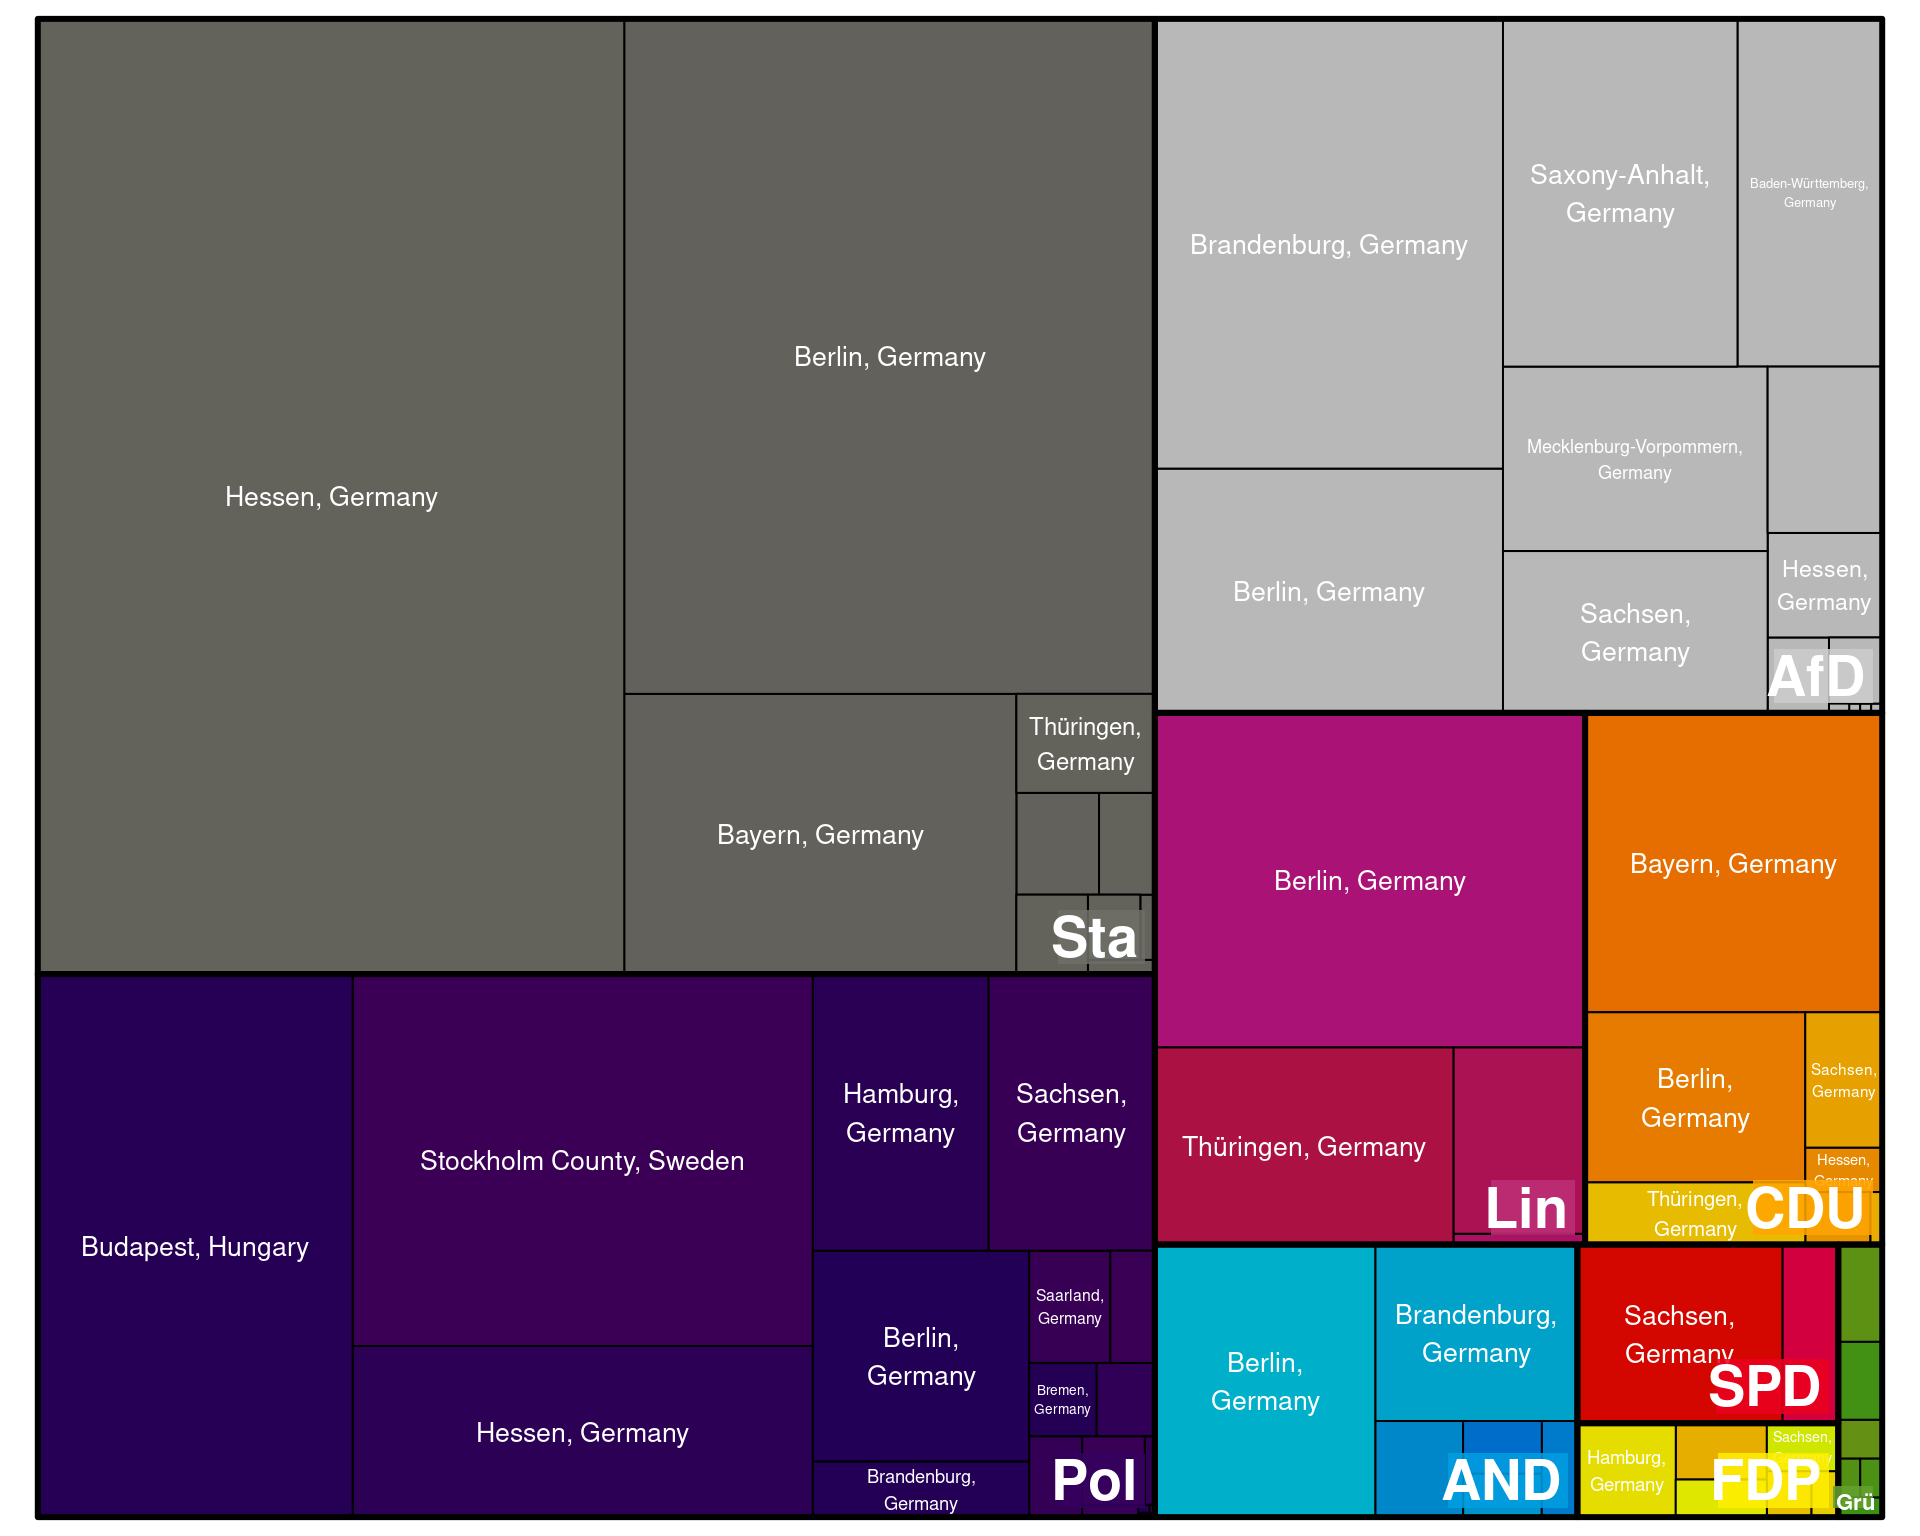 Hessen, Germany
Berlin, Germany
Bayern, Germany
Thüringen,
Germany
Sta
Budapest, Hungary
Stockholm County, Sweden
Hessen, Germany
Hamburg,
Germany
Sachsen,
Germany
Berlin,
Germany
Brandenburg,
Germany
Saarland,
Germany
Bremen,
Germany
Pol
Brandenburg, Germany
Berlin, Germany
Saxony-Anhalt,
Germany
Baden-Württemberg,
Germany
Mecklenburg-Vorpommern,
Germany
Sachsen,
Germany
Hessen,
Germany
AfD
Berlin, Germany
Thüringen, Germany
Lin
Bayern, Germany
Berlin,
Germany
Sachsen,
Germany
Hessen,
Germany
Thüringen,
Germany
CDU
Berlin,
Germany
Brandenburg,
Germany
AND
Sachsen,
Germany
SPD
Hamburg,
Germany
Sachsen,
FDP
Grü